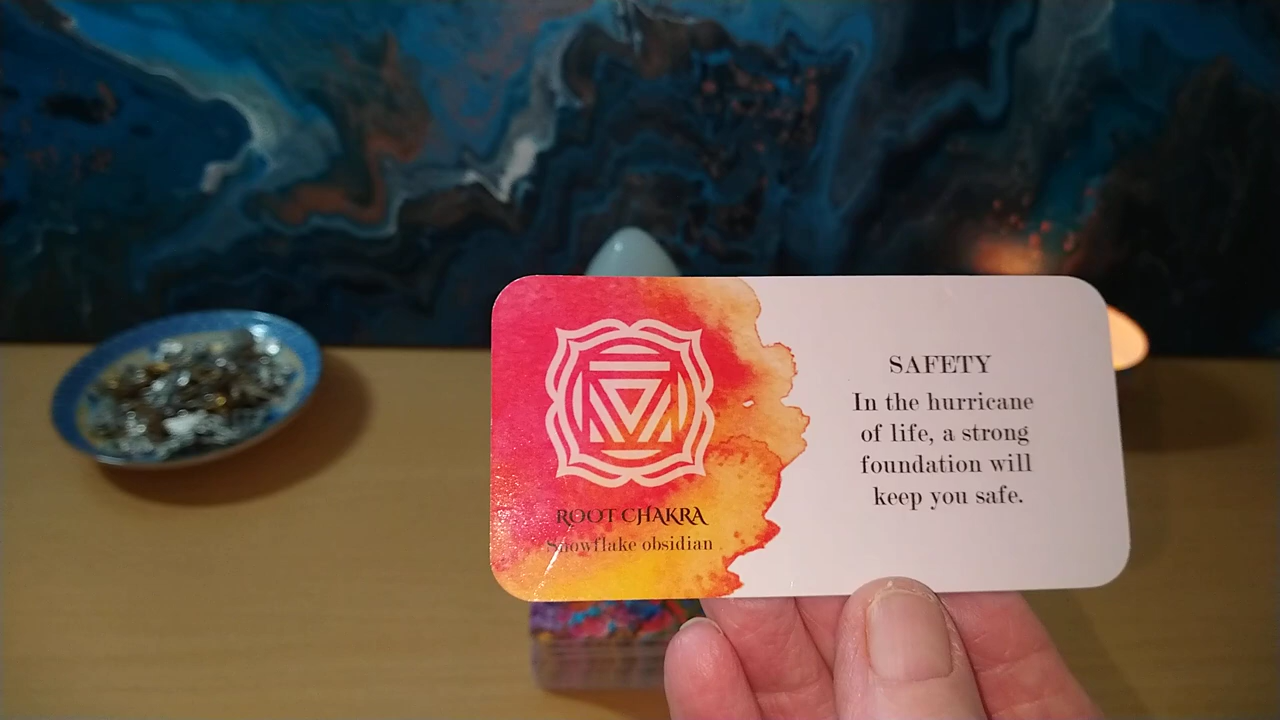 ROOT CHAKRA
Snowflake obsidian
SAFETY
In the hurricane
of life, a strong
foundation will
keep you safe.